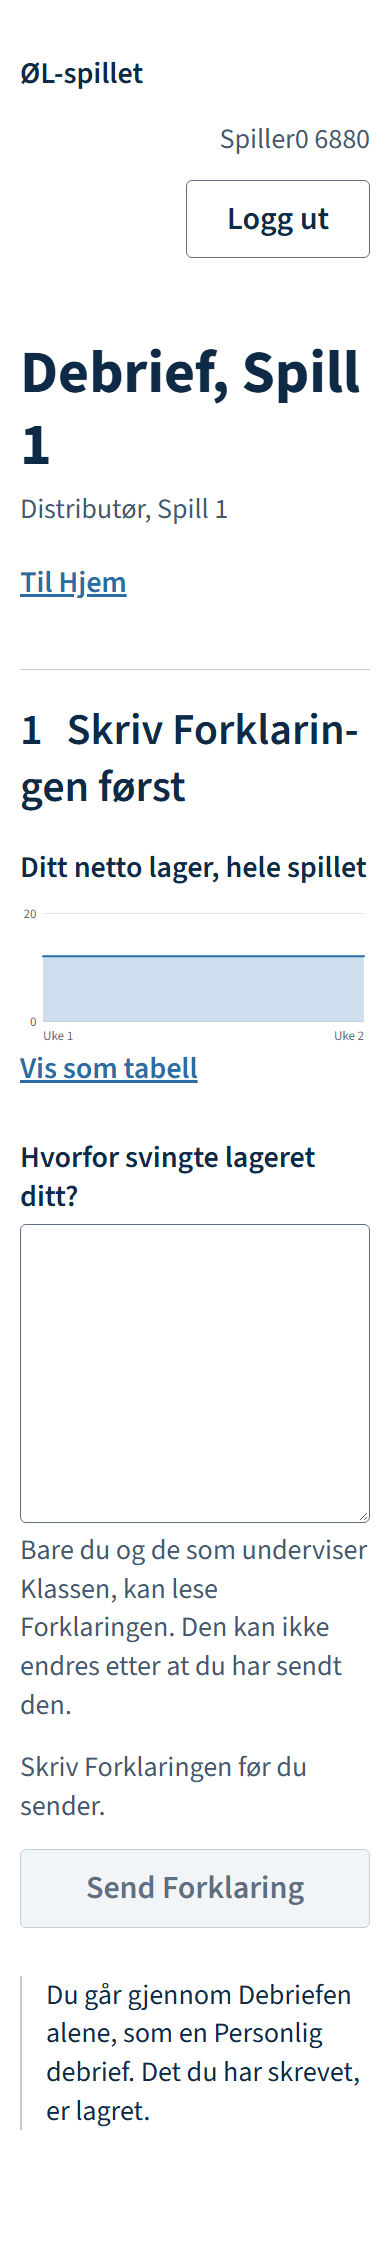 ØL-spillet
Spiller0 6880
Logg ut
Debrief, Spill
1
Distributør, Spill 1
Til Hjem
1 Skriv Forklarin-
gen først
Ditt netto lager, hele spillet
20
0
Uke 1 Uke 2
Vis som tabell
Hvorfor svingte lageret
ditt?
Bare du og de som underviser
Klassen, kan lese
Forklaringen. Den kan ikke
endres etter at du har sendt
den.
Skriv Forklaringen før du
sender.
Send Forklaring
Du går gjennom Debriefen
alene, som en Personlig
debrief. Det du har skrevet,
er lagret.